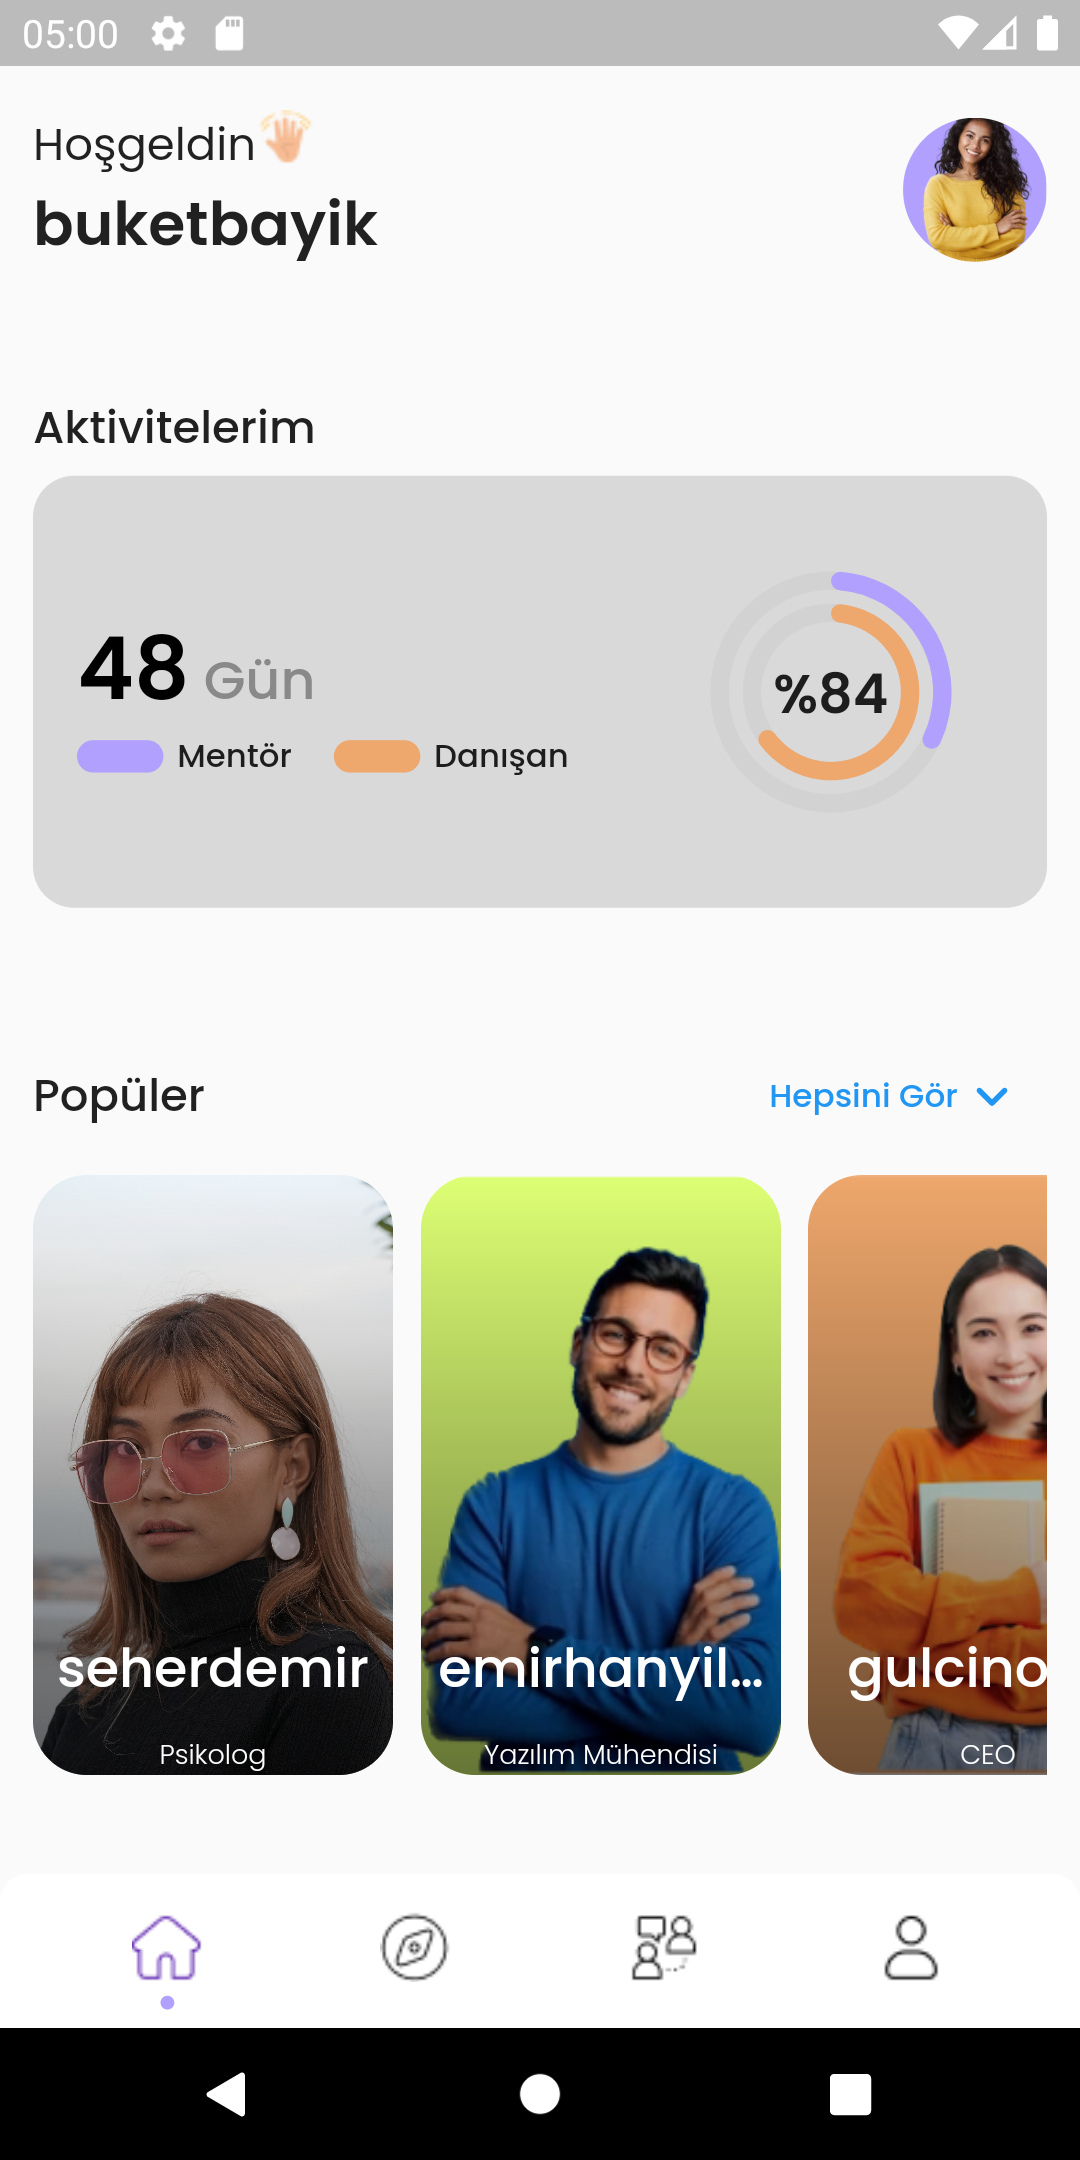 05:00
Hoşgeldin👋
buketbayik
Aktivitelerim
48 Gün
Mentör Danışan
%84
Popüler
Hepsini Gör
seherdemir
Psikolog
emirhanyil...
Yazılım Mühendisi
gulcino
CEO